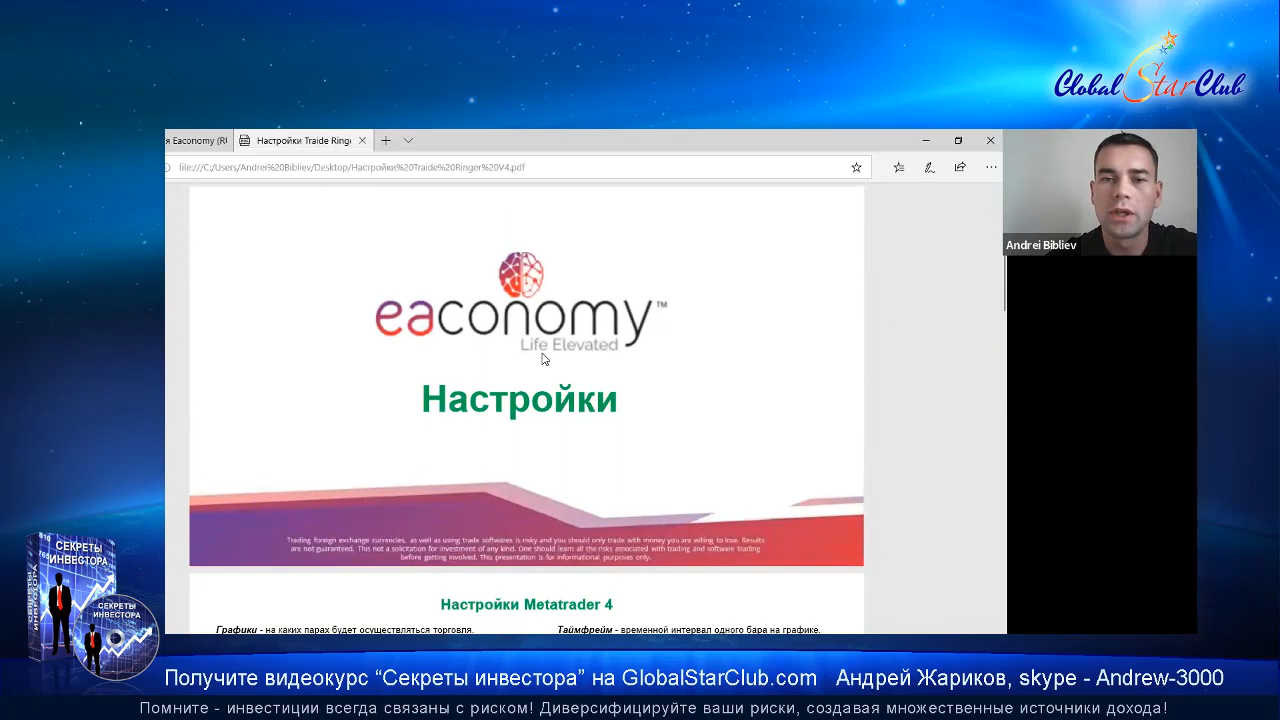 Global Star Club
я Eaconomy (RU
Настройки Traide Ringe
file:///C:/Users/Andrei%20Bibliev/Desktop/Настройки%20Traide%20Ringer%20V4.pdf
Andrei Bibliev
eaconomy™
Life Elevated
Настройки
Trading foreign exchange currencies, as well as using trade softwares is risky and you should only trade with money you are willing to lose. Results
are not guaranteed. This not a solicitation for investment of any kind. One should learn all the risks associated with trading and software trading
before getting involved. This presentation is for informational purposes only.
Настройки Metatrader 4
Графики - на каких парах будет осуществляться торговля.
Таймфрейм - временной интервал одного бара на графике.
СЕКРЕТЫ
ИНВЕСТОРА
СЕКРЕТЫ
ИНВЕСТОРА
СЕКРЕТЫ
ИНВЕСТОРА
Получите видеокурс “Секреты инвестора” на GlobalStarClub.com Андрей Жариков, skype - Andrew-3000
Помните - инвестиции всегда связаны с риском! Диверсифицируйте ваши риски, создавая множественные источники дохода!